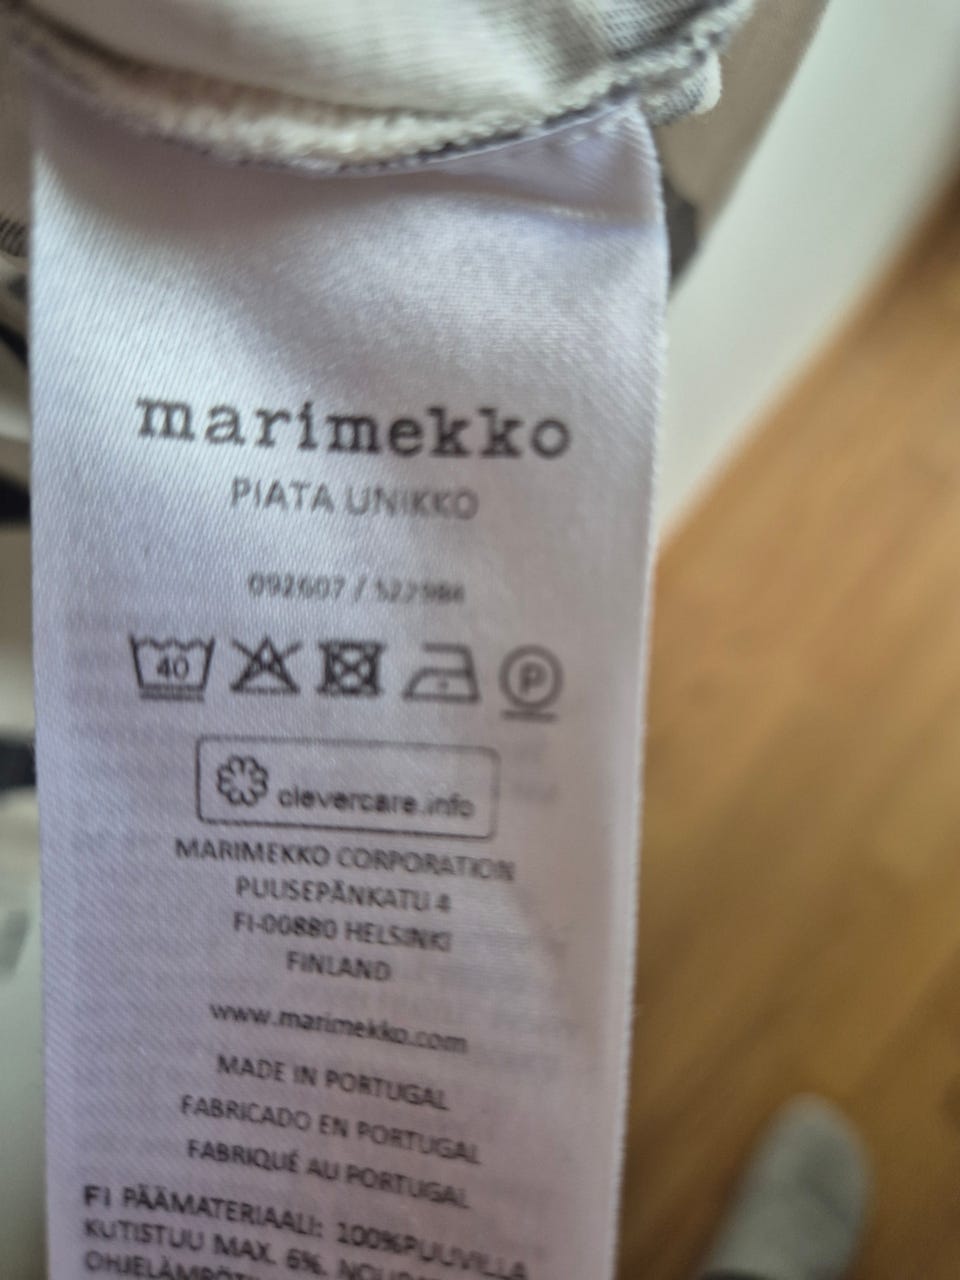 marimekko
PIATA UNIKKO
092607 / 522986
40
P
clevercare.info
MARIMEKKO CORPORATION
PUUSEPÄNKATU 4
FI-00880 HELSINKI
FINLAND
www.marimekko.com
MADE IN PORTUGAL
FABRICADO EN PORTUGAL
FABRIQUÉ AU PORTUGAL
FI PÄÄMATERIAALI: 100%PUUVILLA
KUTISTUU MAX. 6%.